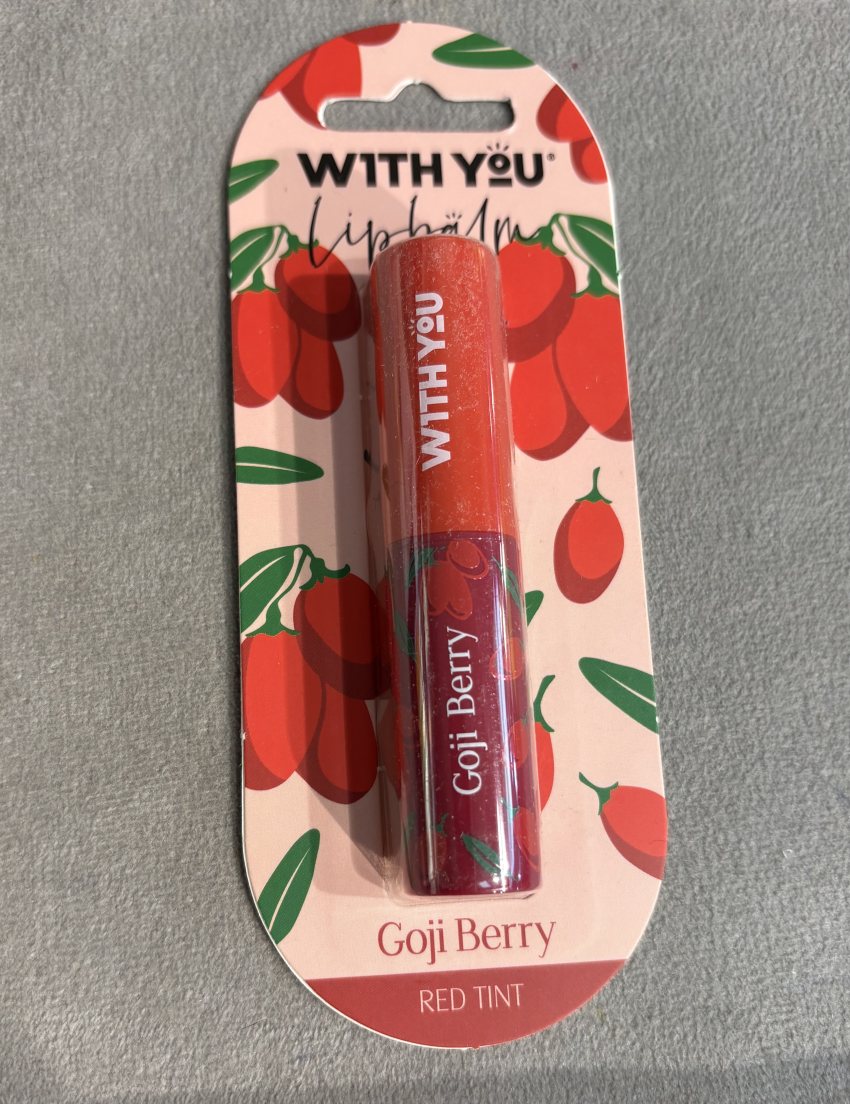 WITH YOU®
Lipbalm
WITH YOU
Goji Berry
Goji Berry
RED TINT